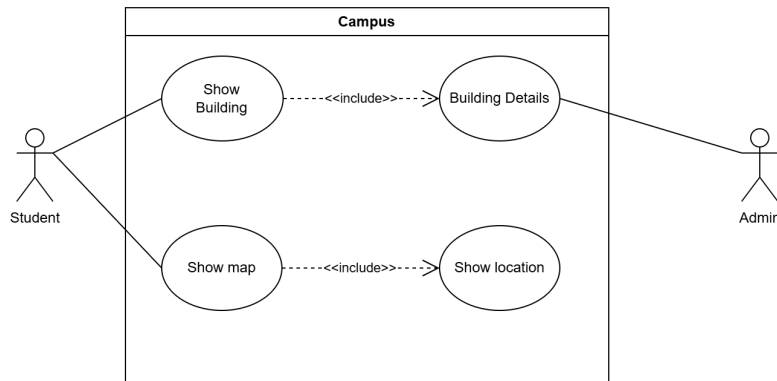 Campus
Show
Building
<<include>>
Building Details
Student
Admin
Show map
<<include>>
Show location